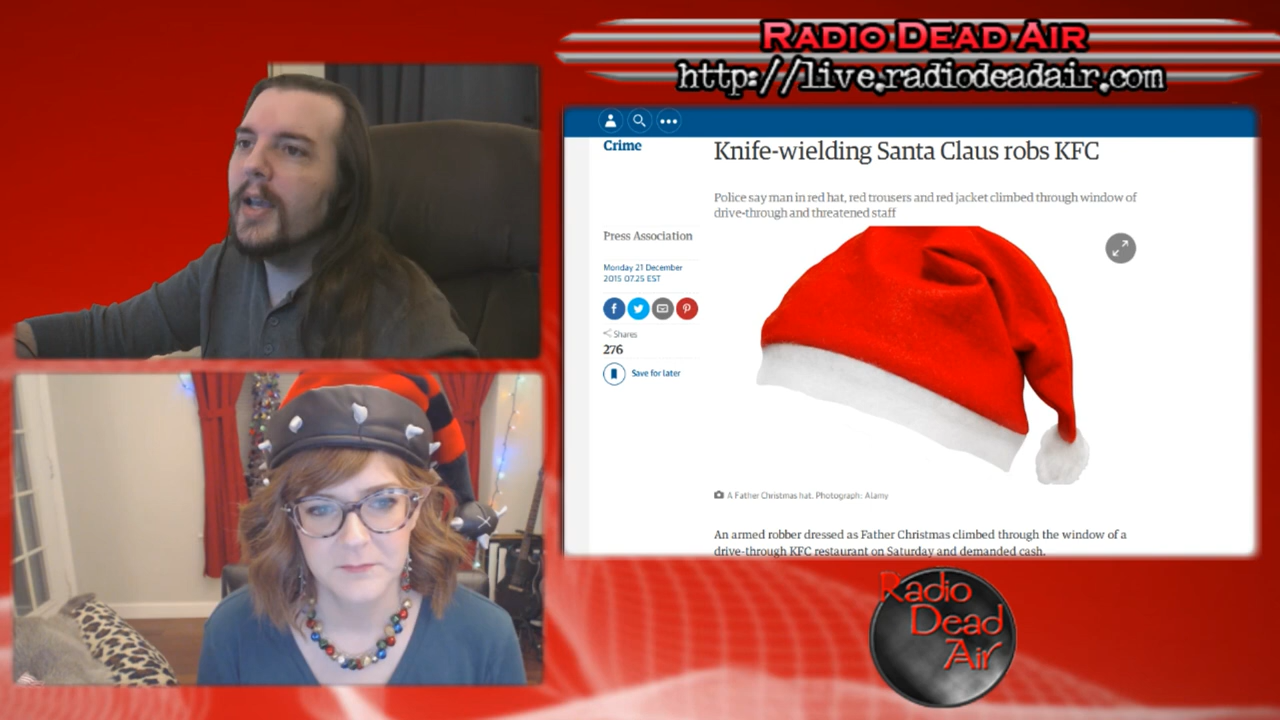 RADIO DEAD AIR
http://live.radiodeadair.com
Crime
Knife-wielding Santa Claus robs KFC
Police say man in red hat, red trousers and red jacket climbed through window of
drive-through and threatened staff
Press Association
Monday 21 December
2015 07.25 EST
Shares
276
Save for later
A Father Christmas hat. Photograph: Alamy
An armed robber dressed as Father Christmas climbed through the window of a
drive-through KFC restaurant on Saturday and demanded cash.
Radio
Dead
Air